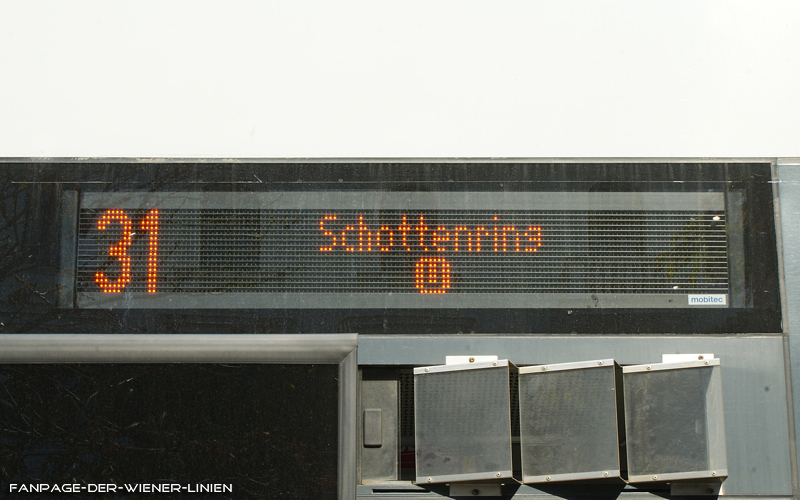 31 Schottenring
U
mobitec
FANPAGE-DER-WIENER-LINIEN